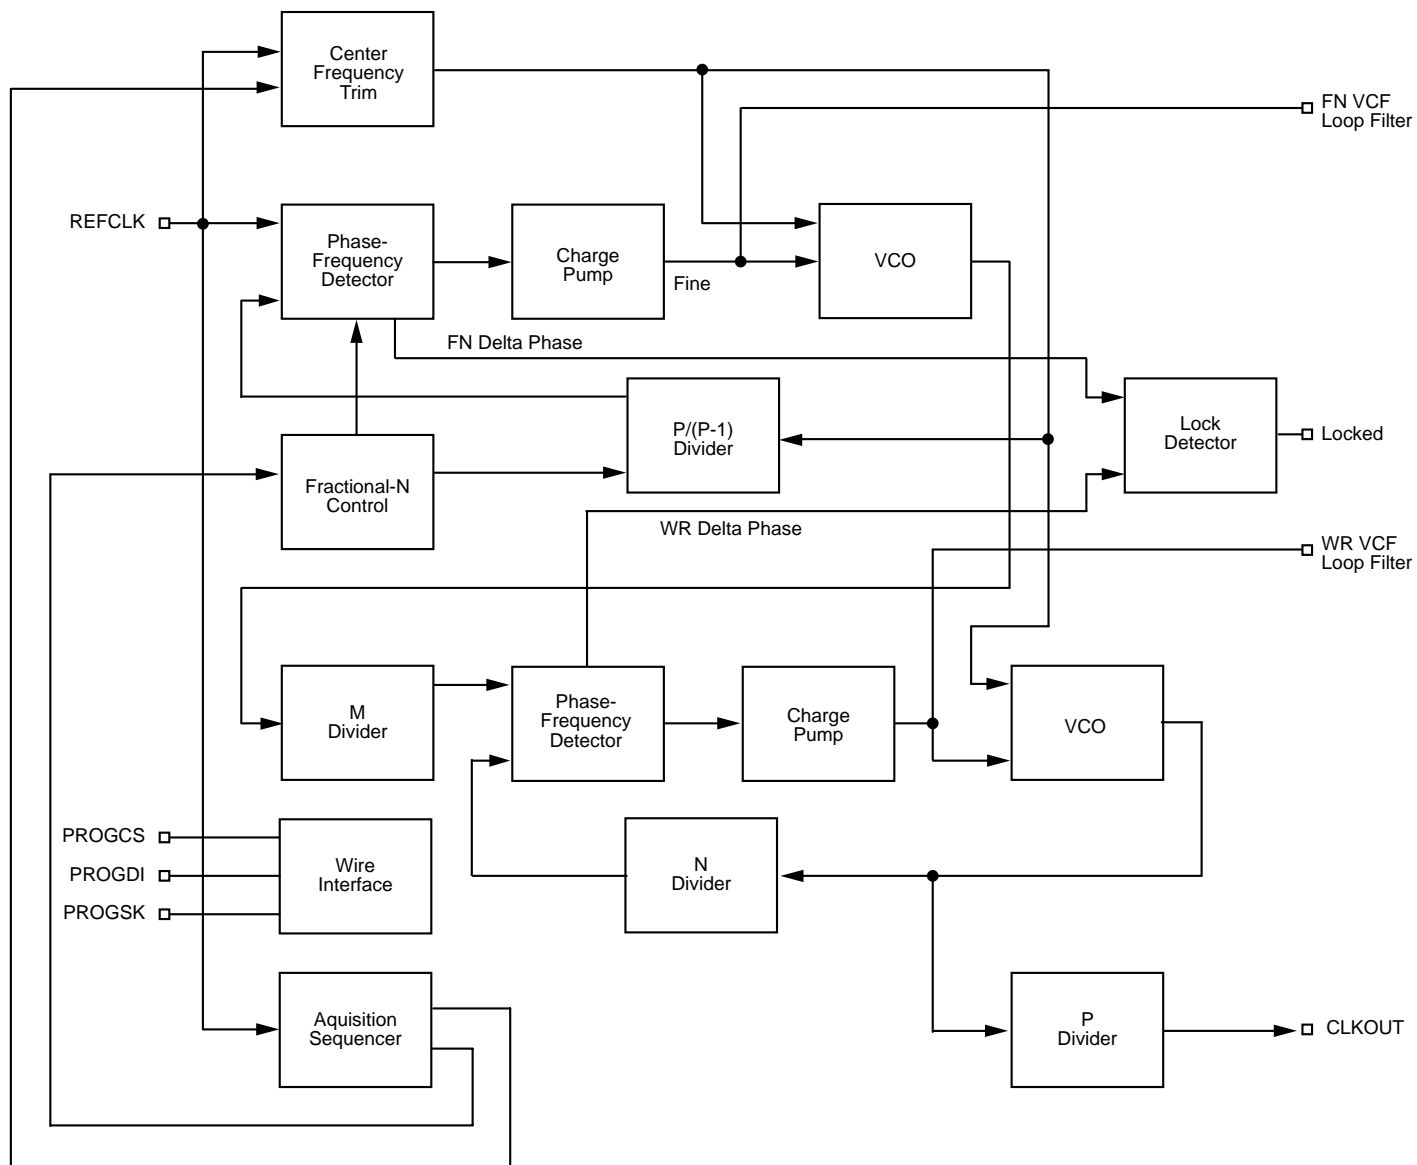 Center
Frequency
Trim
FN VCF
Loop Filter
REFCLK
Phase-
Frequency
Detector
Charge
Pump
Fine
VCO
FN Delta Phase
P/(P-1)
Divider
Lock
Detector
Locked
Fractional-N
Control
WR Delta Phase
WR VCF
Loop Filter
M
Divider
Phase-
Frequency
Detector
Charge
Pump
VCO
PROGCS
PROGDI
PROGSK
Wire
Interface
N
Divider
Aquisition
Sequencer
P
Divider
CLKOUT